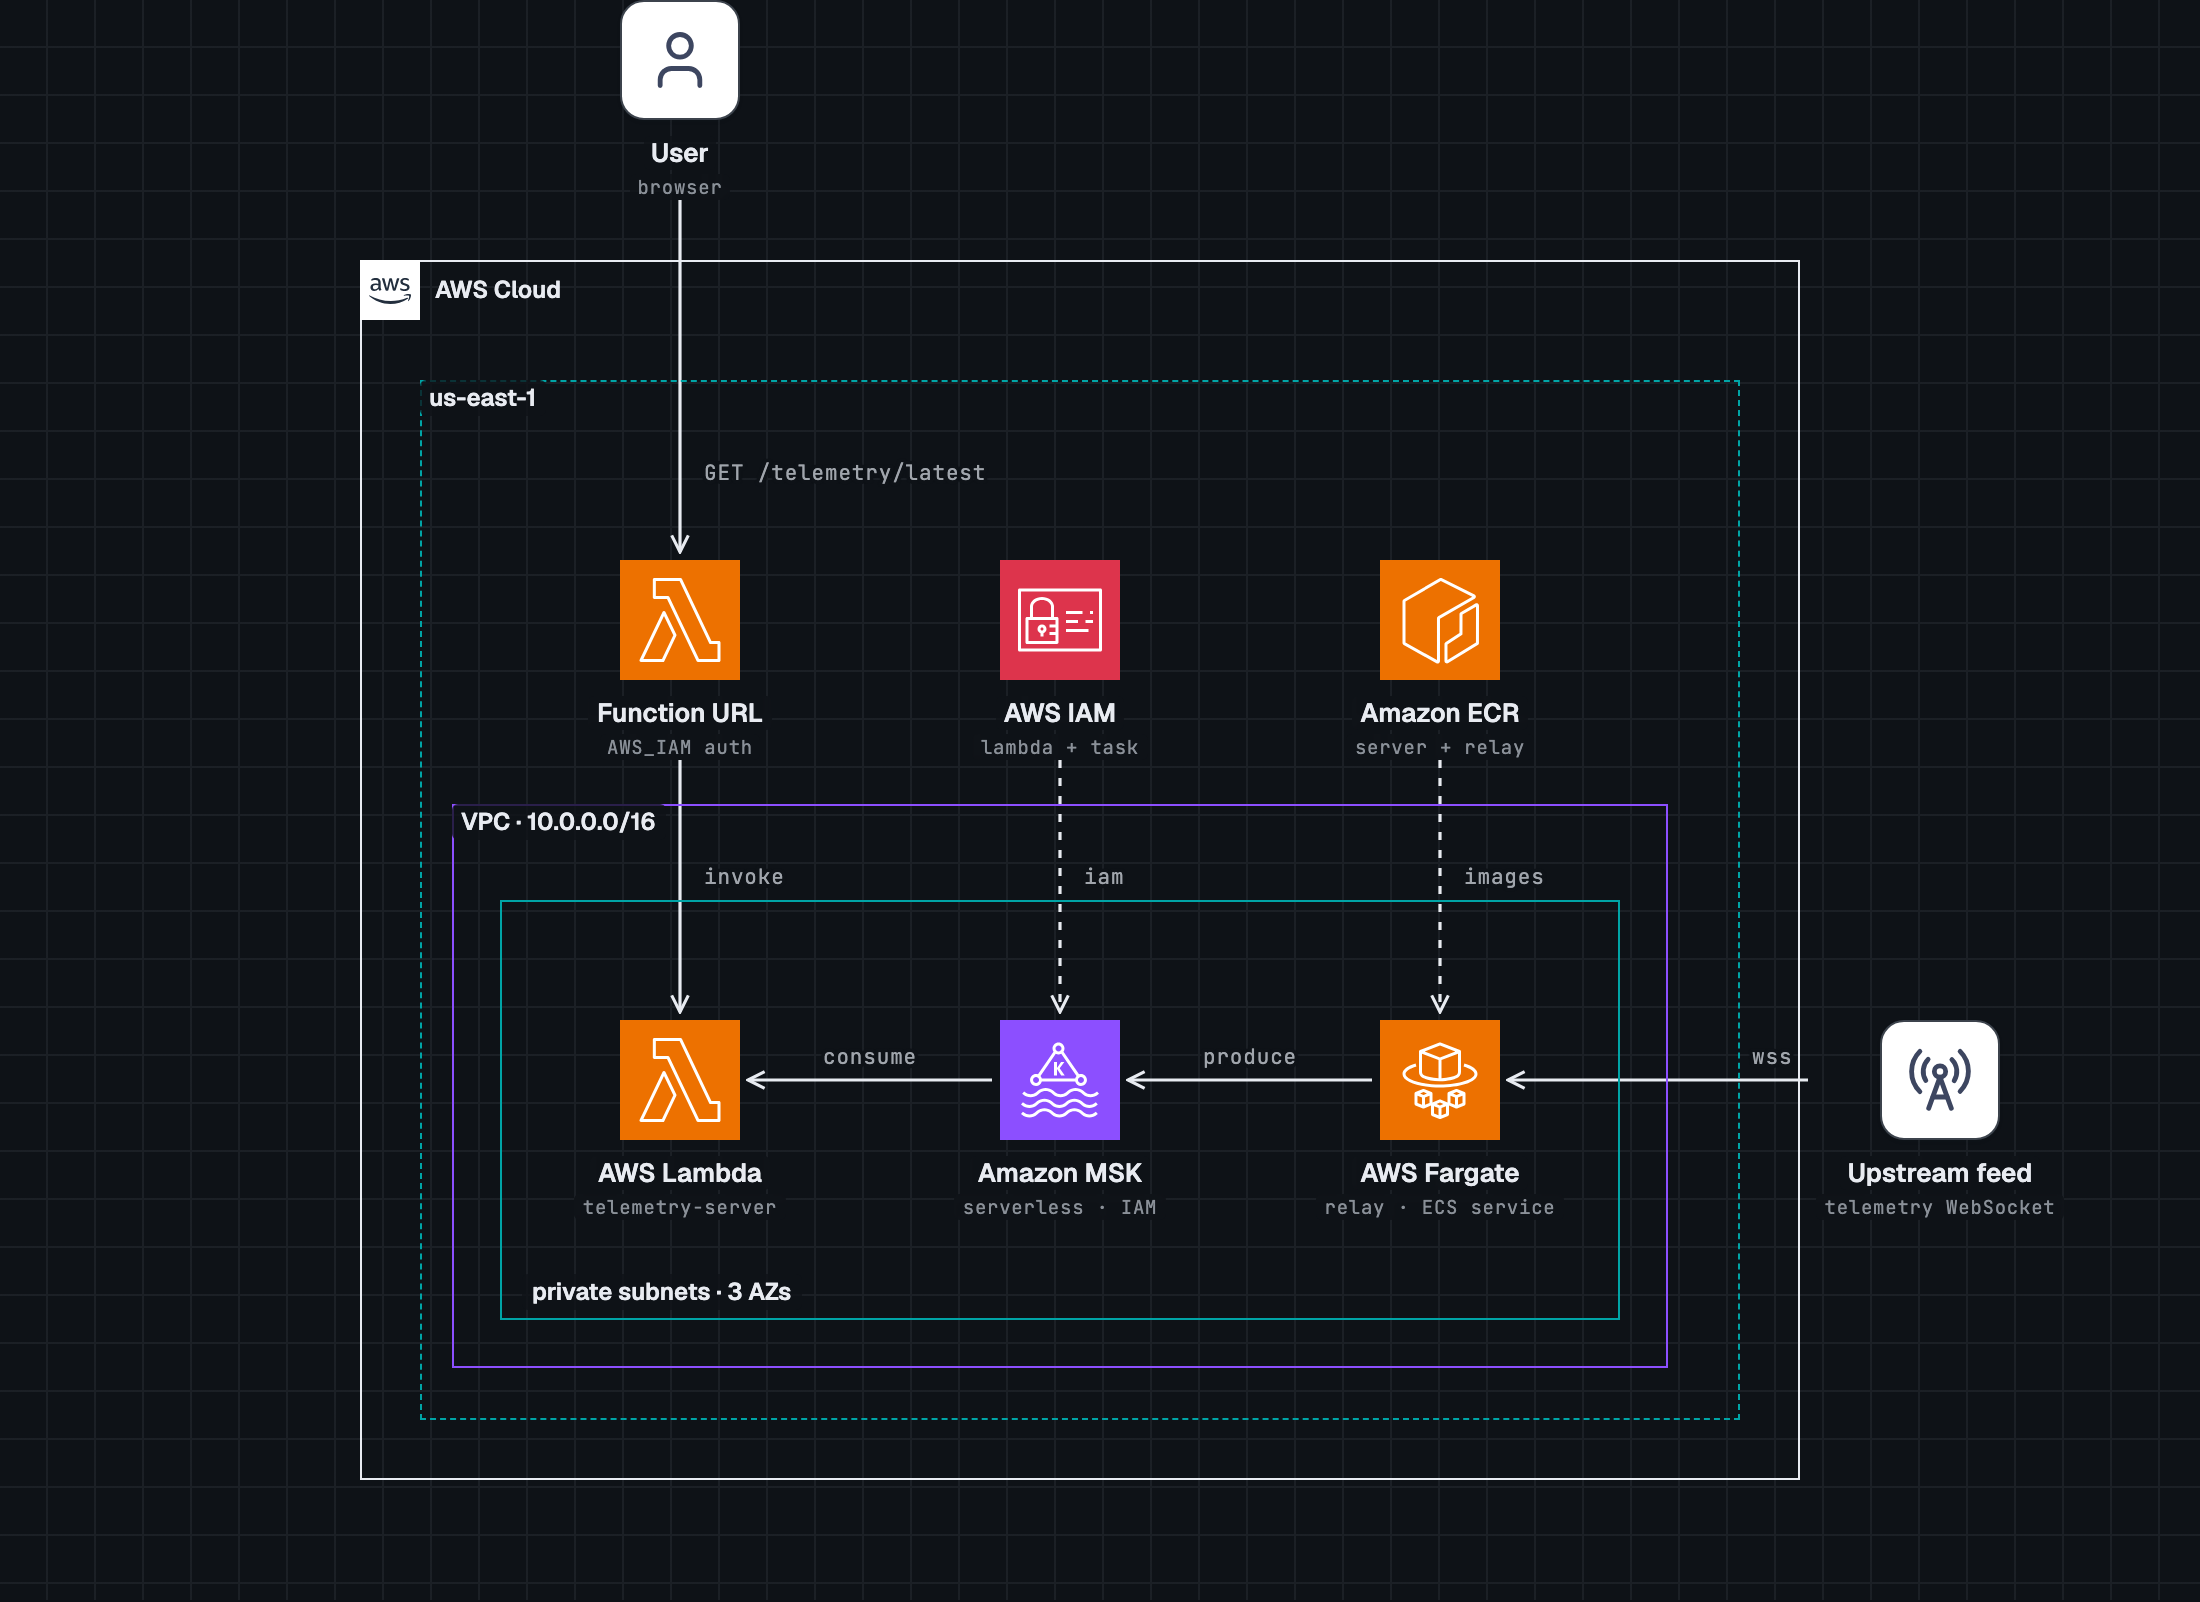 User
browser
aws
AWS Cloud
us-east-1
GET /telemetry/latest
Function URL
AWS_IAM auth
AWS IAM
lambda + task
Amazon ECR
server + relay
VPC · 10.0.0.0/16
invoke
iam
images
consume
produce
wss
K
AWS Lambda
telemetry-server
Amazon MSK
serverless · IAM
AWS Fargate
relay · ECS service
Upstream feed
telemetry WebSocket
private subnets · 3 AZs